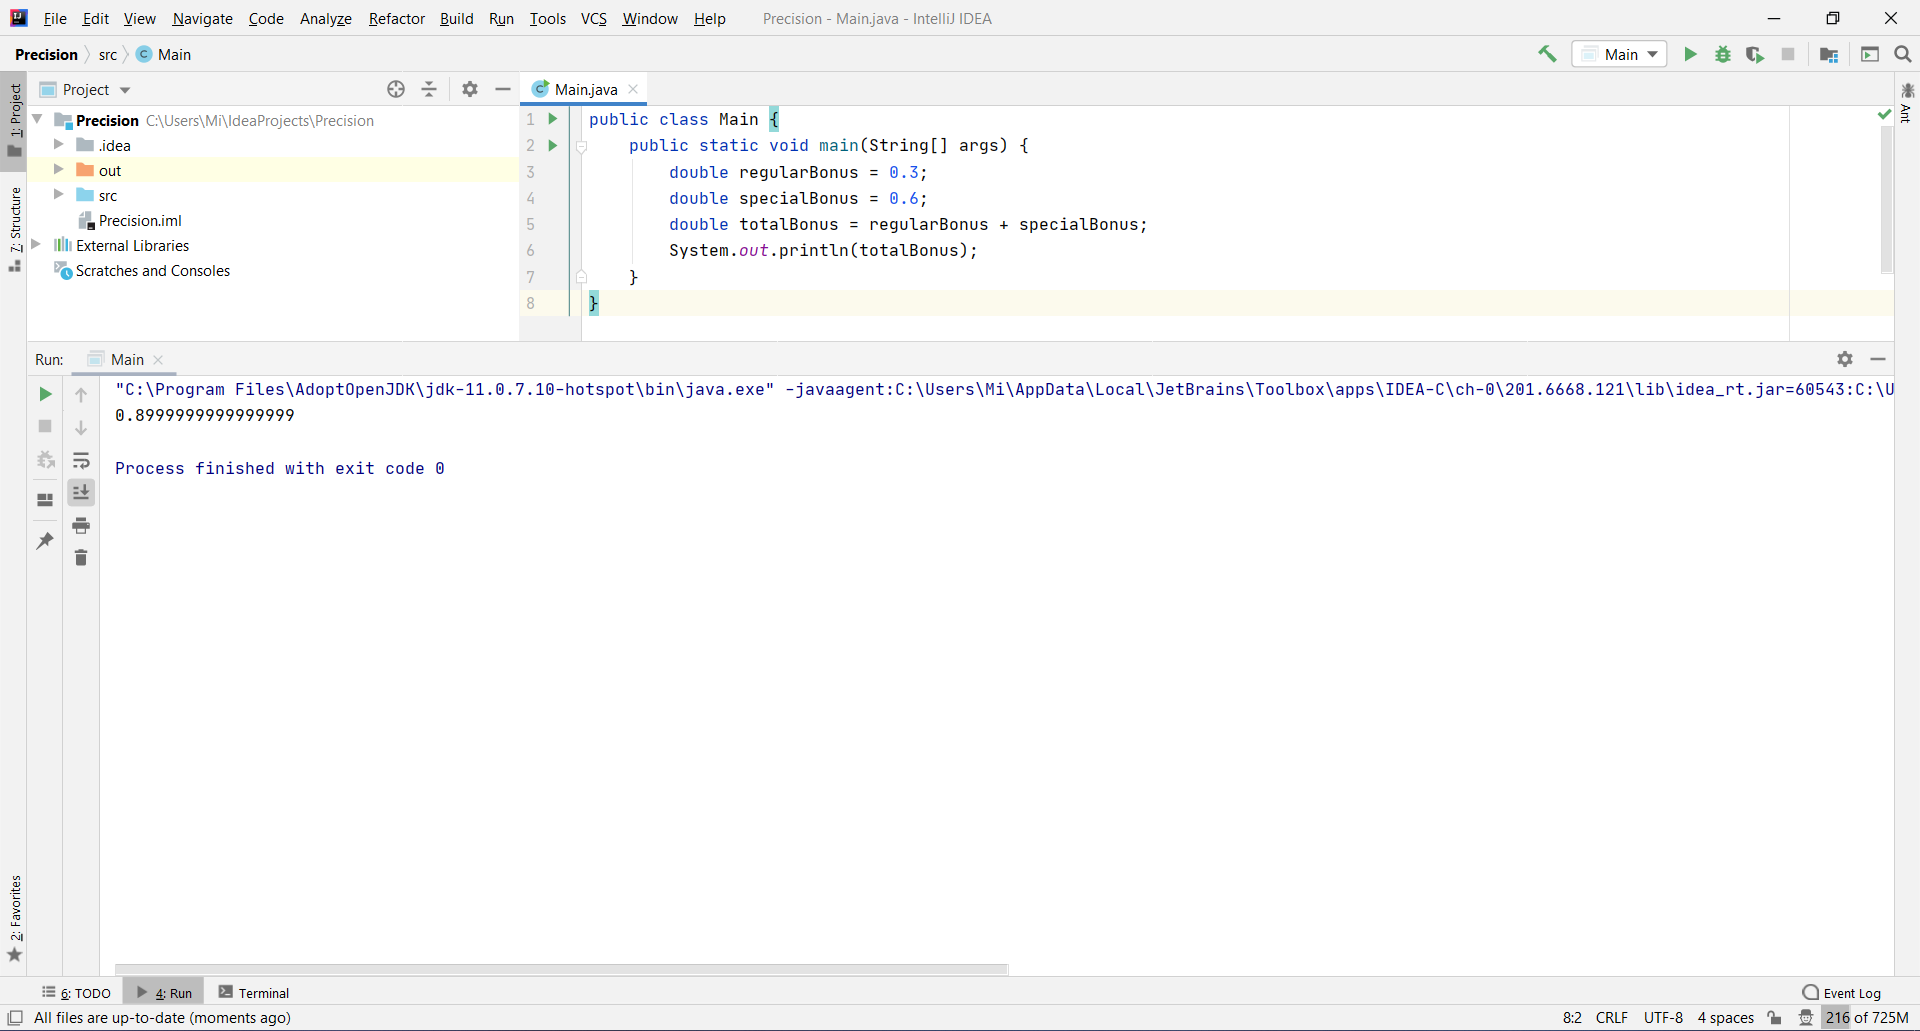 File Edit View Navigate Code Analyze Refactor Build Run Tools VCS Window Help Precision - Main.java - IntelliJ IDEA
Precision src Main Main
1: Project
7: Structure
2: Favorites
Project
Precision C:\Users\Mi\IdeaProjects\Precision
.idea
out
src
Precision.iml
External Libraries
Scratches and Consoles
Main.java
1 public class Main {
2 public static void main(String[] args) {
3 double regularBonus = 0.3;
4 double specialBonus = 0.6;
5 double totalBonus = regularBonus + specialBonus;
6 System.out.println(totalBonus);
7 }
8 }
Ant
Run: Main
"C:\Program Files\AdoptOpenJDK\jdk-11.0.7.10-hotspot\bin\java.exe" -javaagent:C:\Users\Mi\AppData\Local\JetBrains\Toolbox\apps\IDEA-C\ch-0\201.6668.121\lib\idea_rt.jar=60543:C:\U
0.8999999999999999
Process finished with exit code 0
6: TODO 4: Run Terminal Event Log
All files are up-to-date (moments ago) 8:2 CRLF UTF-8 4 spaces 216 of 725M